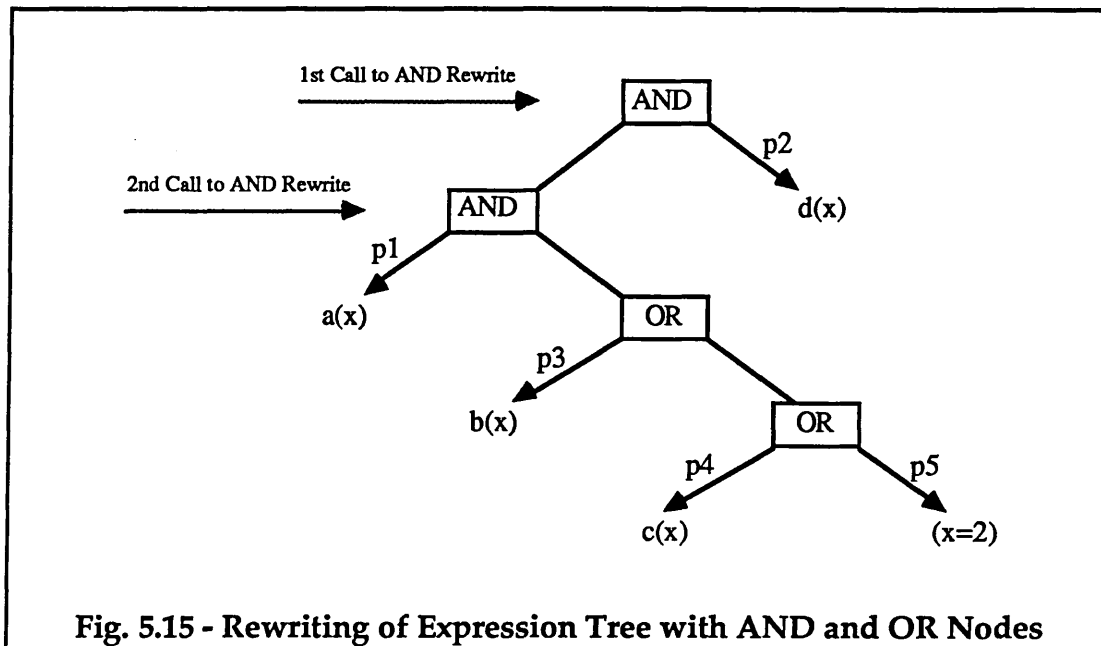 1st Call to AND Rewrite
AND
p2
2nd Call to AND Rewrite
AND
d(x)
p1
a(x)
OR
p3
b(x)
OR
p4
p5
c(x)
(x=2)
Fig. 5.15 - Rewriting of Expression Tree with AND and OR Nodes